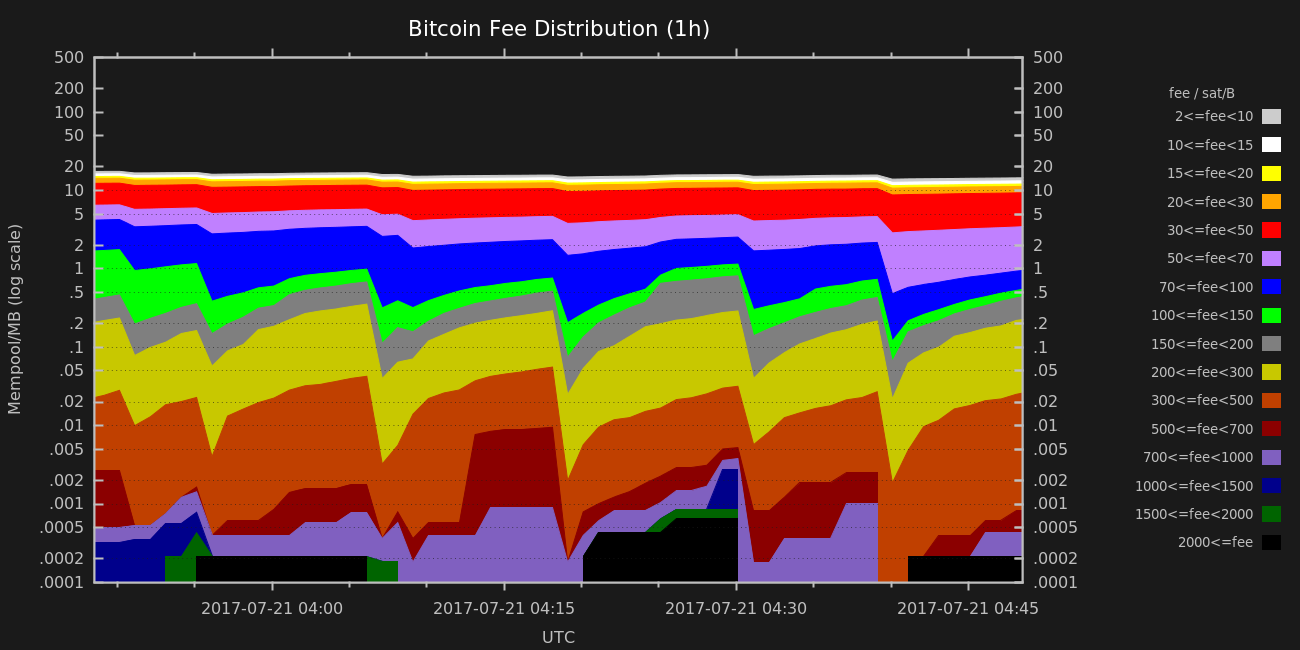 Bitcoin Fee Distribution (1h)
Mempool/MB (log scale)
500
200
100
50
20
10
5
2
1
.5
.2
.1
.05
.02
.01
.005
.002
.001
.0005
.0002
.0001
500
200
100
50
20
10
5
2
1
.5
.2
.1
.05
.02
.01
.005
.002
.001
.0005
.0002
.0001
2017-07-21 04:00 2017-07-21 04:15 2017-07-21 04:30 2017-07-21 04:45
UTC
fee / sat/B
2<=fee<10
10<=fee<15
15<=fee<20
20<=fee<30
30<=fee<50
50<=fee<70
70<=fee<100
100<=fee<150
150<=fee<200
200<=fee<300
300<=fee<500
500<=fee<700
700<=fee<1000
1000<=fee<1500
1500<=fee<2000
2000<=fee